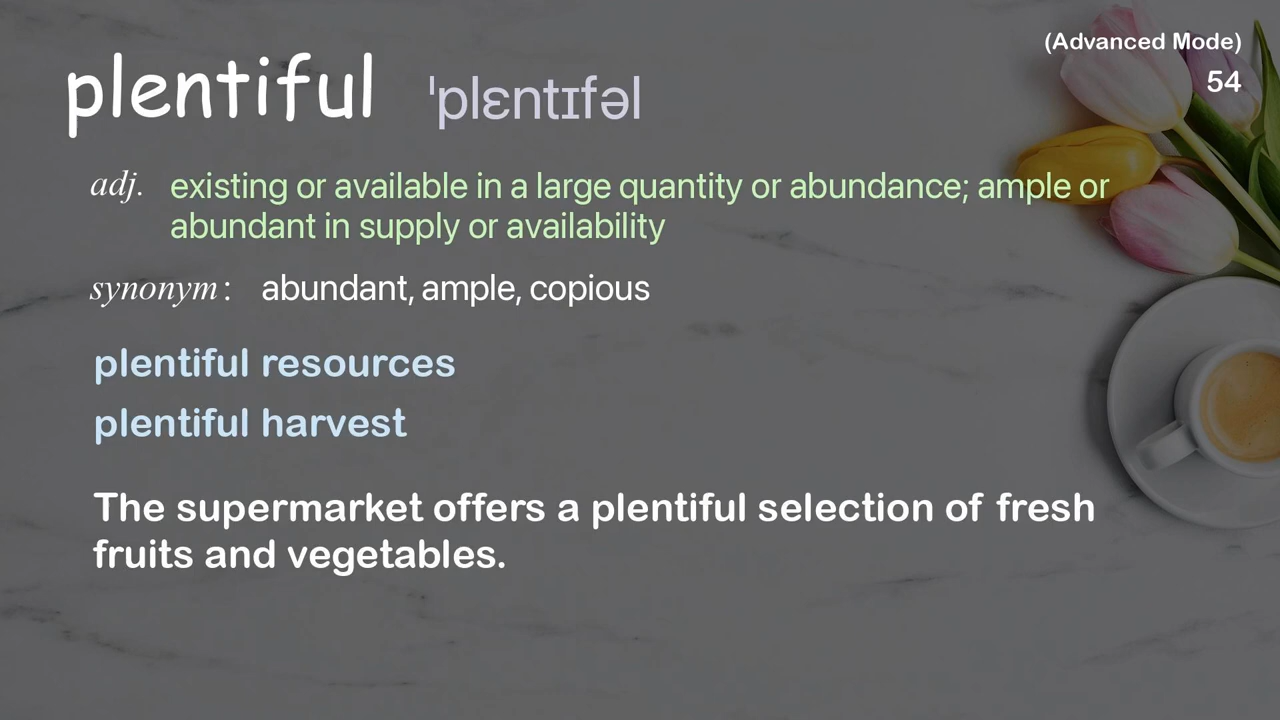 (Advanced Mode)
54
plentiful ˈplɛntɪfəl
adj. existing or available in a large quantity or abundance; ample or
abundant in supply or availability
synonym: abundant, ample, copious
plentiful resources
plentiful harvest
The supermarket offers a plentiful selection of fresh
fruits and vegetables.